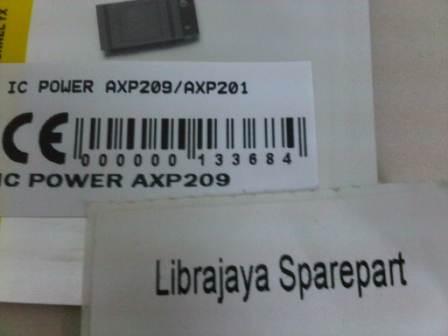 IC POWER AXP209/AXP201
CE
000000 133684
IC POWER AXP209
Librajaya Sparepart